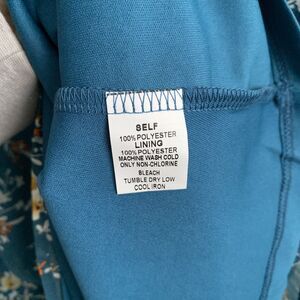 SELF
100% POLYESTER
LINING
100% POLYESTER
MACHINE WASH COLD
ONLY NON-CHLORINE
BLEACH
TUMBLE DRY LOW
COOL IRON